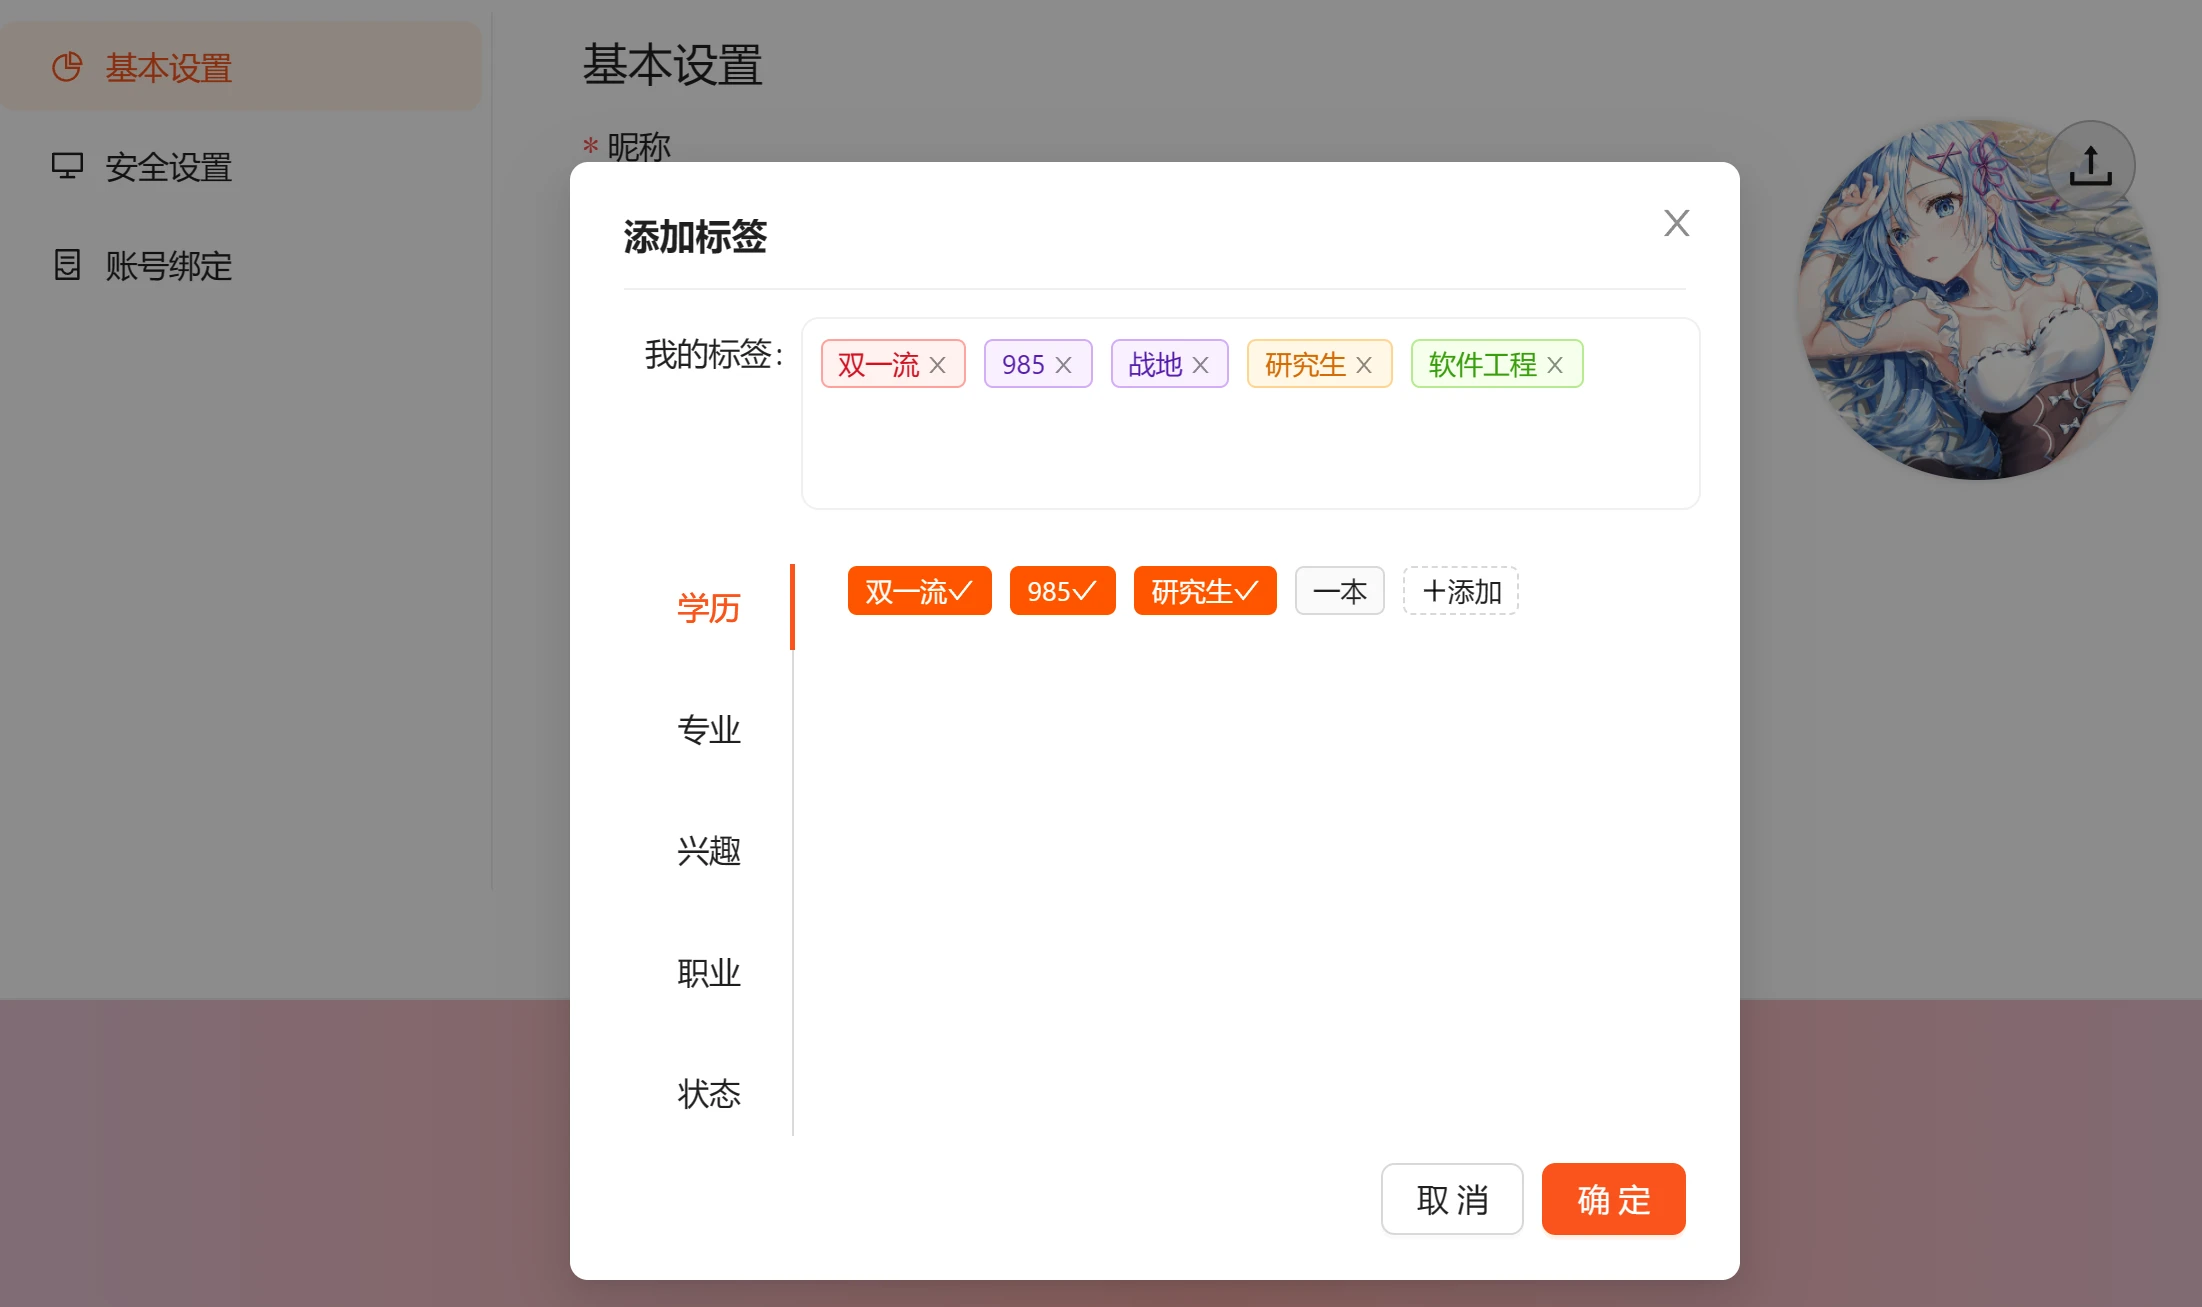 基本设置
安全设置
账号绑定
基本设置
* 昵称
添加标签
我的标签:
双一流 985 战地 研究生 软件工程
学历
双一流 985 研究生 一本 +添加
专业
兴趣
职业
状态
取消 确定